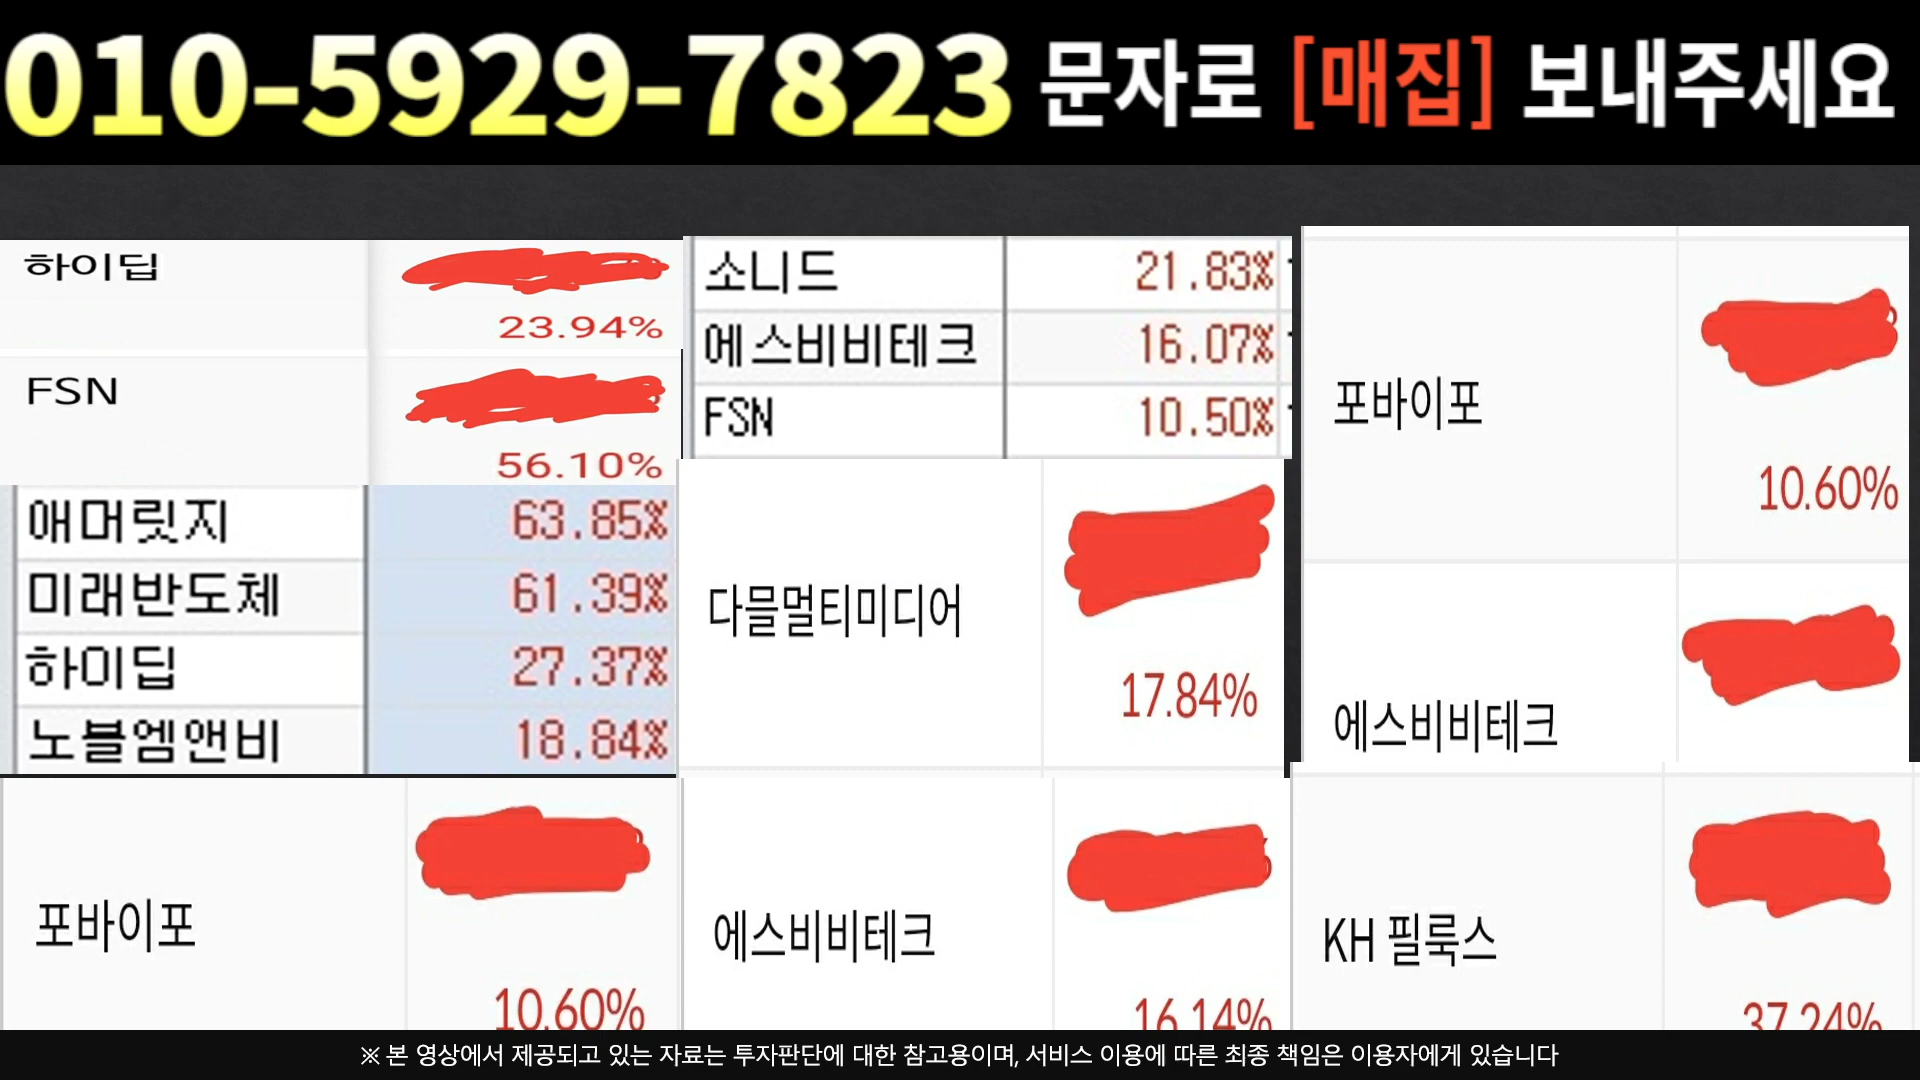 010-5929-7823 문자로 [매집] 보내주세요
하이딥
23.94%
FSN
56.10%
애머릿지 63.85%
미래반도체 61.39%
하이딥 27.37%
노블엠앤비 18.84%
소니드 21.83%
에스비비테크 16.07%
FSN 10.50%
다믈멀티미디어
17.84%
포바이포
10.60%
에스비비테크
포바이포
10.60%
에스비비테크
16.14%
KH 필룩스
37.24%
※ 본 영상에서 제공되고 있는 자료는 투자판단에 대한 참고용이며, 서비스 이용에 따른 최종 책임은 이용자에게 있습니다